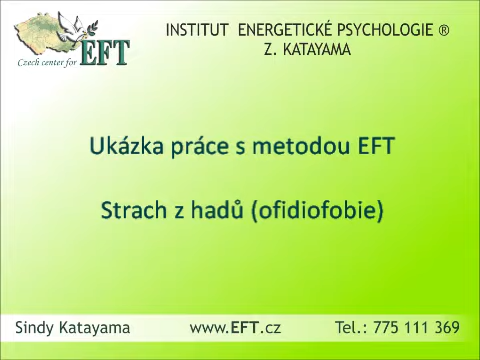 INSTITUT ENERGETICKÉ PSYCHOLOGIE ®
Z. KATAYAMA
Czech center for EFT
Ukázka práce s metodou EFT
Strach z hadů (ofidiofobie)
Sindy Katayama www.EFT.cz Tel.: 775 111 369